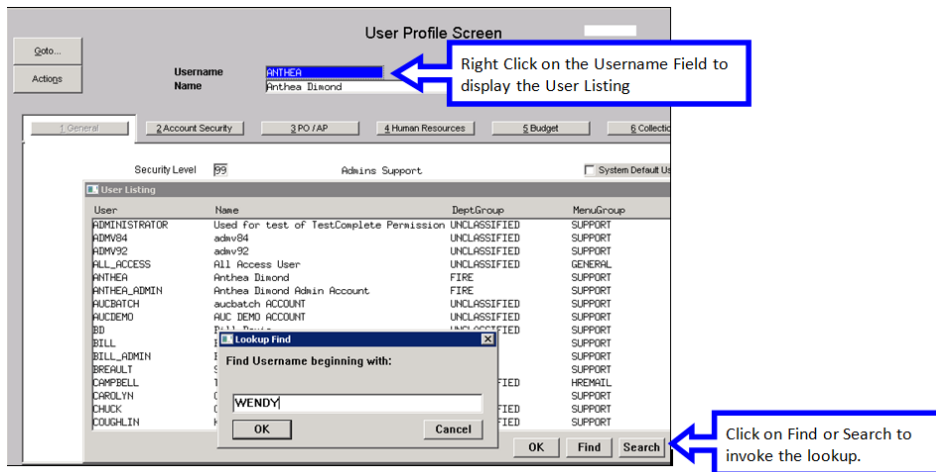 User Profile Screen
Goto...
Actions
Username ANTHEA
Name Anthea Dimond
Right Click on the Username Field to
display the User Listing
1 General 2 Account Security 3 PO / AP 4 Human Resources 5 Budget 6 Collectio
Security Level 99 Admins Support System Default Us
User Listing
User Name DeptGroup MenuGroup
ADMINISTRATOR Used for test of TestComplete Permission UNCLASSIFIED SUPPORT
ADMV84 admv84 UNCLASSIFIED SUPPORT
ADMV92 admv92 UNCLASSIFIED SUPPORT
ALL_ACCESS All Access User UNCLASSIFIED GENERAL
ANTHEA Anthea Dimond FIRE SUPPORT
ANTHEA_ADMIN Anthea Dimond Admin Account FIRE SUPPORT
AUCBATCH aucbatch ACCOUNT UNCLASSIFIED SUPPORT
AUCDEMO AUC DEMO ACCOUNT UNCLASSIFIED SUPPORT
BD UNCLASSIFIED SUPPORT
BILL SUPPORT
BILL_ADMIN SUPPORT
BREAULT SUPPORT
CAMPBELL FIED HREMAIL
CAROLYN SUPPORT
CHUCK FIED SUPPORT
COUGHLIN FIED SUPPORT
Lookup Find
Find Username beginning with:
WENDY
OK Cancel
OK Find Search
Click on Find or Search to
invoke the lookup.